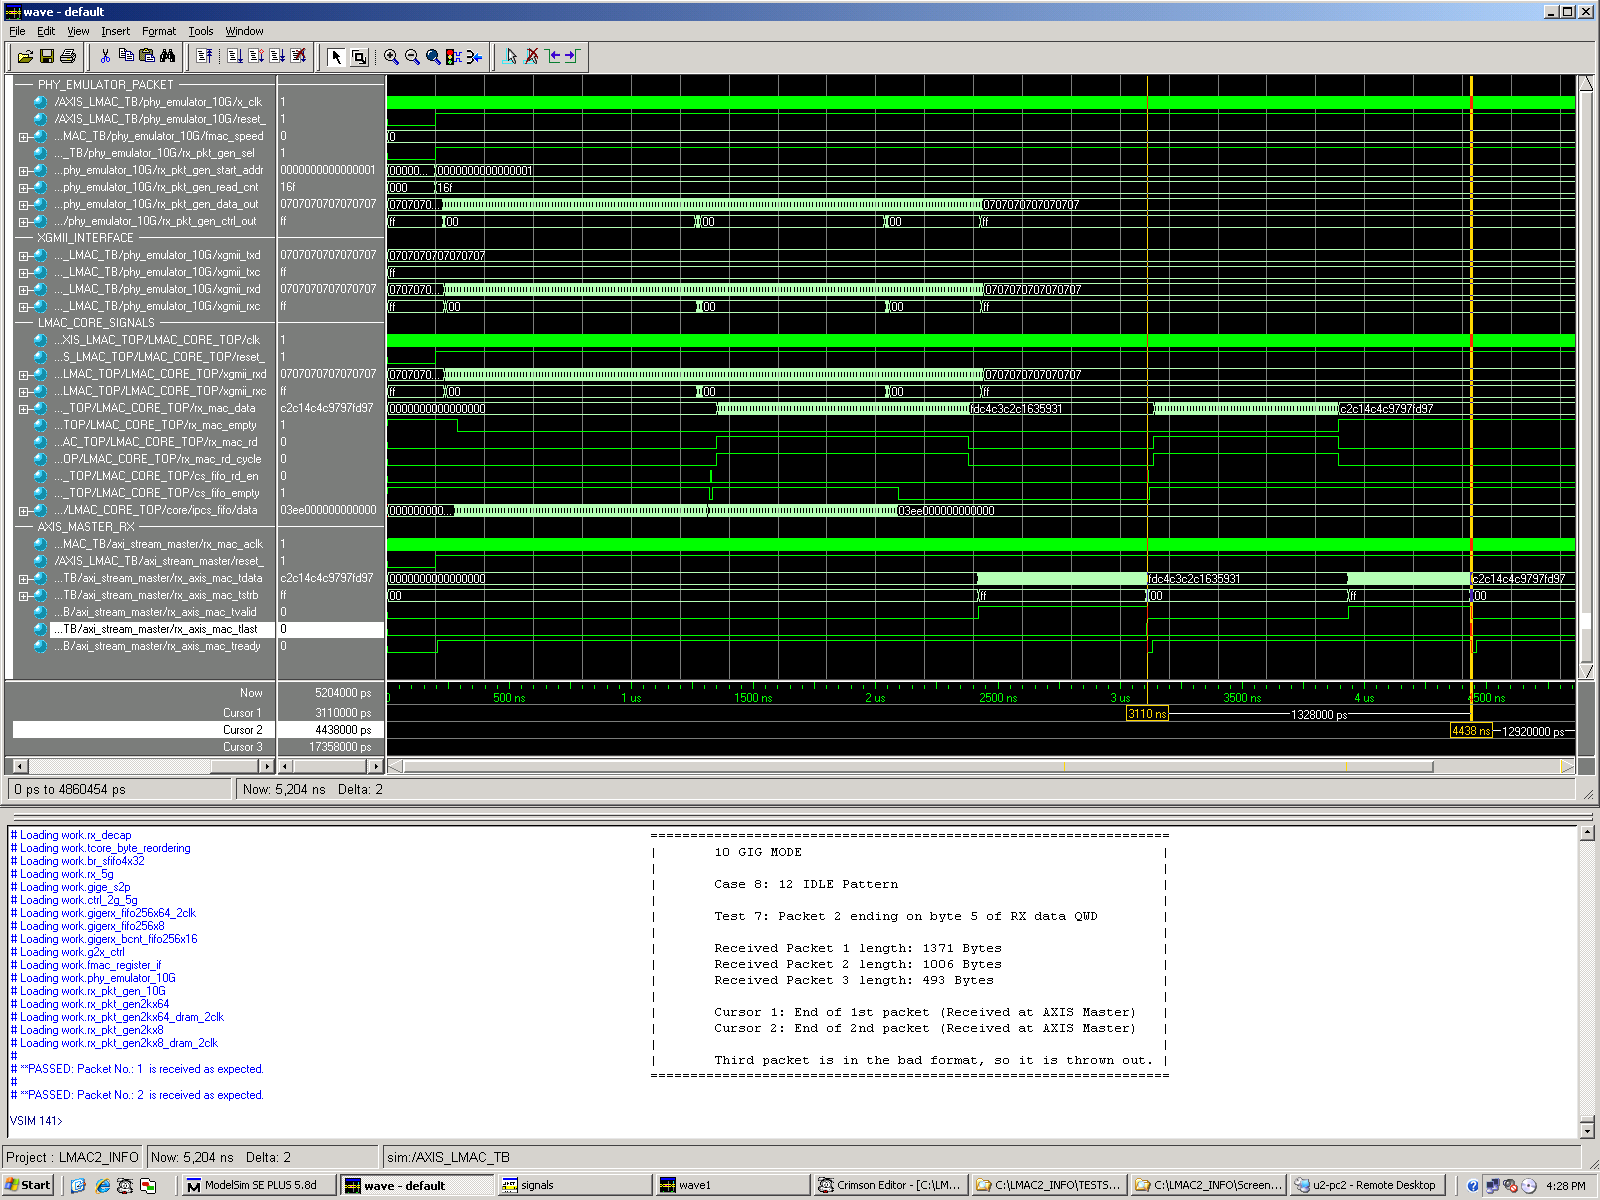 wave - default
File Edit View Insert Format Tools Window
PHY_EMULATOR_PACKET
/AXIS_LMAC_TB/phy_emulator_10G/x_clk 1
/AXIS_LMAC_TB/phy_emulator_10G/reset_ 1
...MAC_TB/phy_emulator_10G/fmac_speed 0 0
..._TB/phy_emulator_10G/rx_pkt_gen_sel 1
...phy_emulator_10G/rx_pkt_gen_start_addr 0000000000000001 00000... 0000000000000001
...phy_emulator_10G/rx_pkt_gen_read_cnt 16f 000 16f
...phy_emulator_10G/rx_pkt_gen_data_out 0707070707070707 0707070... 0707070707070707
.../phy_emulator_10G/rx_pkt_gen_ctrl_out ff ff 00 00 00 ff
XGMII_INTERFACE
..._LMAC_TB/phy_emulator_10G/xgmii_txd 0707070707070707 0707070707070707
..._LMAC_TB/phy_emulator_10G/xgmii_txc ff ff
..._LMAC_TB/phy_emulator_10G/xgmii_rxd 0707070707070707 0707070... 0707070707070707
..._LMAC_TB/phy_emulator_10G/xgmii_rxc ff ff 00 00 00 ff
LMAC_CORE_SIGNALS
...XIS_LMAC_TOP/LMAC_CORE_TOP/clk 1
...S_LMAC_TOP/LMAC_CORE_TOP/reset_ 1
...LMAC_TOP/LMAC_CORE_TOP/xgmii_rxd 0707070707070707 0707070... 0707070707070707
...LMAC_TOP/LMAC_CORE_TOP/xgmii_rxc ff ff 00 00 00 ff
..._TOP/LMAC_CORE_TOP/rx_mac_data c2c14c4c9797fd97 0000000000000000 fdc4c3c2c1635931 c2c14c4c9797fd97
...TOP/LMAC_CORE_TOP/rx_mac_empty 1
...AC_TOP/LMAC_CORE_TOP/rx_mac_rd 0
...OP/LMAC_CORE_TOP/rx_mac_rd_cycle 0
..._TOP/LMAC_CORE_TOP/cs_fifo_rd_en 0
..._TOP/LMAC_CORE_TOP/cs_fifo_empty 1
.../LMAC_CORE_TOP/core/ipcs_fifo/data 03ee000000000000 000000000... 03ee000000000000
AXIS_MASTER_RX
...MAC_TB/axi_stream_master/rx_mac_aclk 1
/AXIS_LMAC_TB/axi_stream_master/reset_ 1
...TB/axi_stream_master/rx_axis_mac_tdata c2c14c4c9797fd97 0000000000000000 fdc4c3c2c1635931 c2c14c4c9797fd97
...TB/axi_stream_master/rx_axis_mac_tstrb ff 00 ff 00 ff 00
...B/axi_stream_master/rx_axis_mac_tvalid 0
...TB/axi_stream_master/rx_axis_mac_tlast 0
...B/axi_stream_master/rx_axis_mac_tready 0
Now 5204000 ps 0 500 ns 1 us 1500 ns 2 us 2500 ns 3 us 3500 ns 4 us 4500 ns
Cursor 1 3110000 ps 3110 ns 1328000 ps
Cursor 2 4438000 ps 4438 ns 12920000 ps
Cursor 3 17358000 ps
0 ps to 4860454 ps Now: 5,204 ns Delta: 2
# Loading work.rx_decap
# Loading work.tcore_byte_reordering
# Loading work.br_sfifo4x32
# Loading work.rx_5g
# Loading work.gige_s2p
# Loading work.ctrl_2g_5g
# Loading work.gigerx_fifo256x64_2clk
# Loading work.gigerx_fifo256x8
# Loading work.gigerx_bcnt_fifo256x16
# Loading work.g2x_ctrl
# Loading work.fmac_register_if
# Loading work.phy_emulator_10G
# Loading work.rx_pkt_gen_10G
# Loading work.rx_pkt_gen2kx64
# Loading work.rx_pkt_gen2kx64_dram_2clk
# Loading work.rx_pkt_gen2kx8
# Loading work.rx_pkt_gen2kx8_dram_2clk
#
# **PASSED: Packet No.: 1 is received as expected.
#
# **PASSED: Packet No.: 2 is received as expected.
VSIM 141>
10 GIG MODE
Case 8: 12 IDLE Pattern
Test 7: Packet 2 ending on byte 5 of RX data QWD
Received Packet 1 length: 1371 Bytes
Received Packet 2 length: 1006 Bytes
Received Packet 3 length: 493 Bytes
Cursor 1: End of 1st packet (Received at AXIS Master)
Cursor 2: End of 2nd packet (Received at AXIS Master)
Third packet is in the bad format, so it is thrown out.
Project : LMAC2_INFO Now: 5,204 ns Delta: 2 sim:/AXIS_LMAC_TB
Start ModelSim SE PLUS 5.8d wave - default signals wave1 Crimson Editor - [C:\LM... C:\LMAC2_INFO\TESTS... C:\LMAC2_INFO\Screen... u2-pc2 - Remote Desktop 4:28 PM